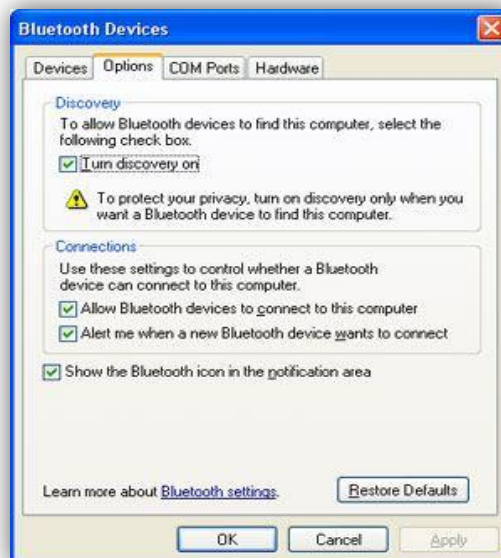 Bluetooth Devices
Devices Options COM Ports Hardware
Discovery
To allow Bluetooth devices to find this computer, select the
following check box.
Turn discovery on
To protect your privacy, turn on discovery only when you
want a Bluetooth device to find this computer.
Connections
Use these settings to control whether a Bluetooth
device can connect to this computer.
Allow Bluetooth devices to connect to this computer
Alert me when a new Bluetooth device wants to connect
Show the Bluetooth icon in the notification area
Learn more about Bluetooth settings.
Restore Defaults
OK Cancel Apply